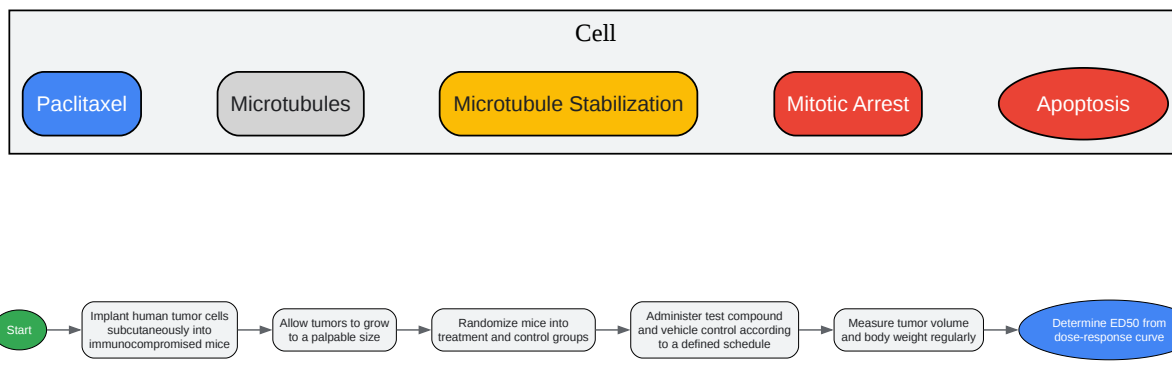 Cell
Paclitaxel
Microtubules
Microtubule Stabilization
Mitotic Arrest
Apoptosis
Start
Implant human tumor cells
subcutaneously into
immunocompromised mice
Allow tumors to grow
to a palpable size
Randomize mice into
treatment and control groups
Administer test compound
and vehicle control according
to a defined schedule
Measure tumor volume
and body weight regularly
Determine ED50 from
dose-response curve